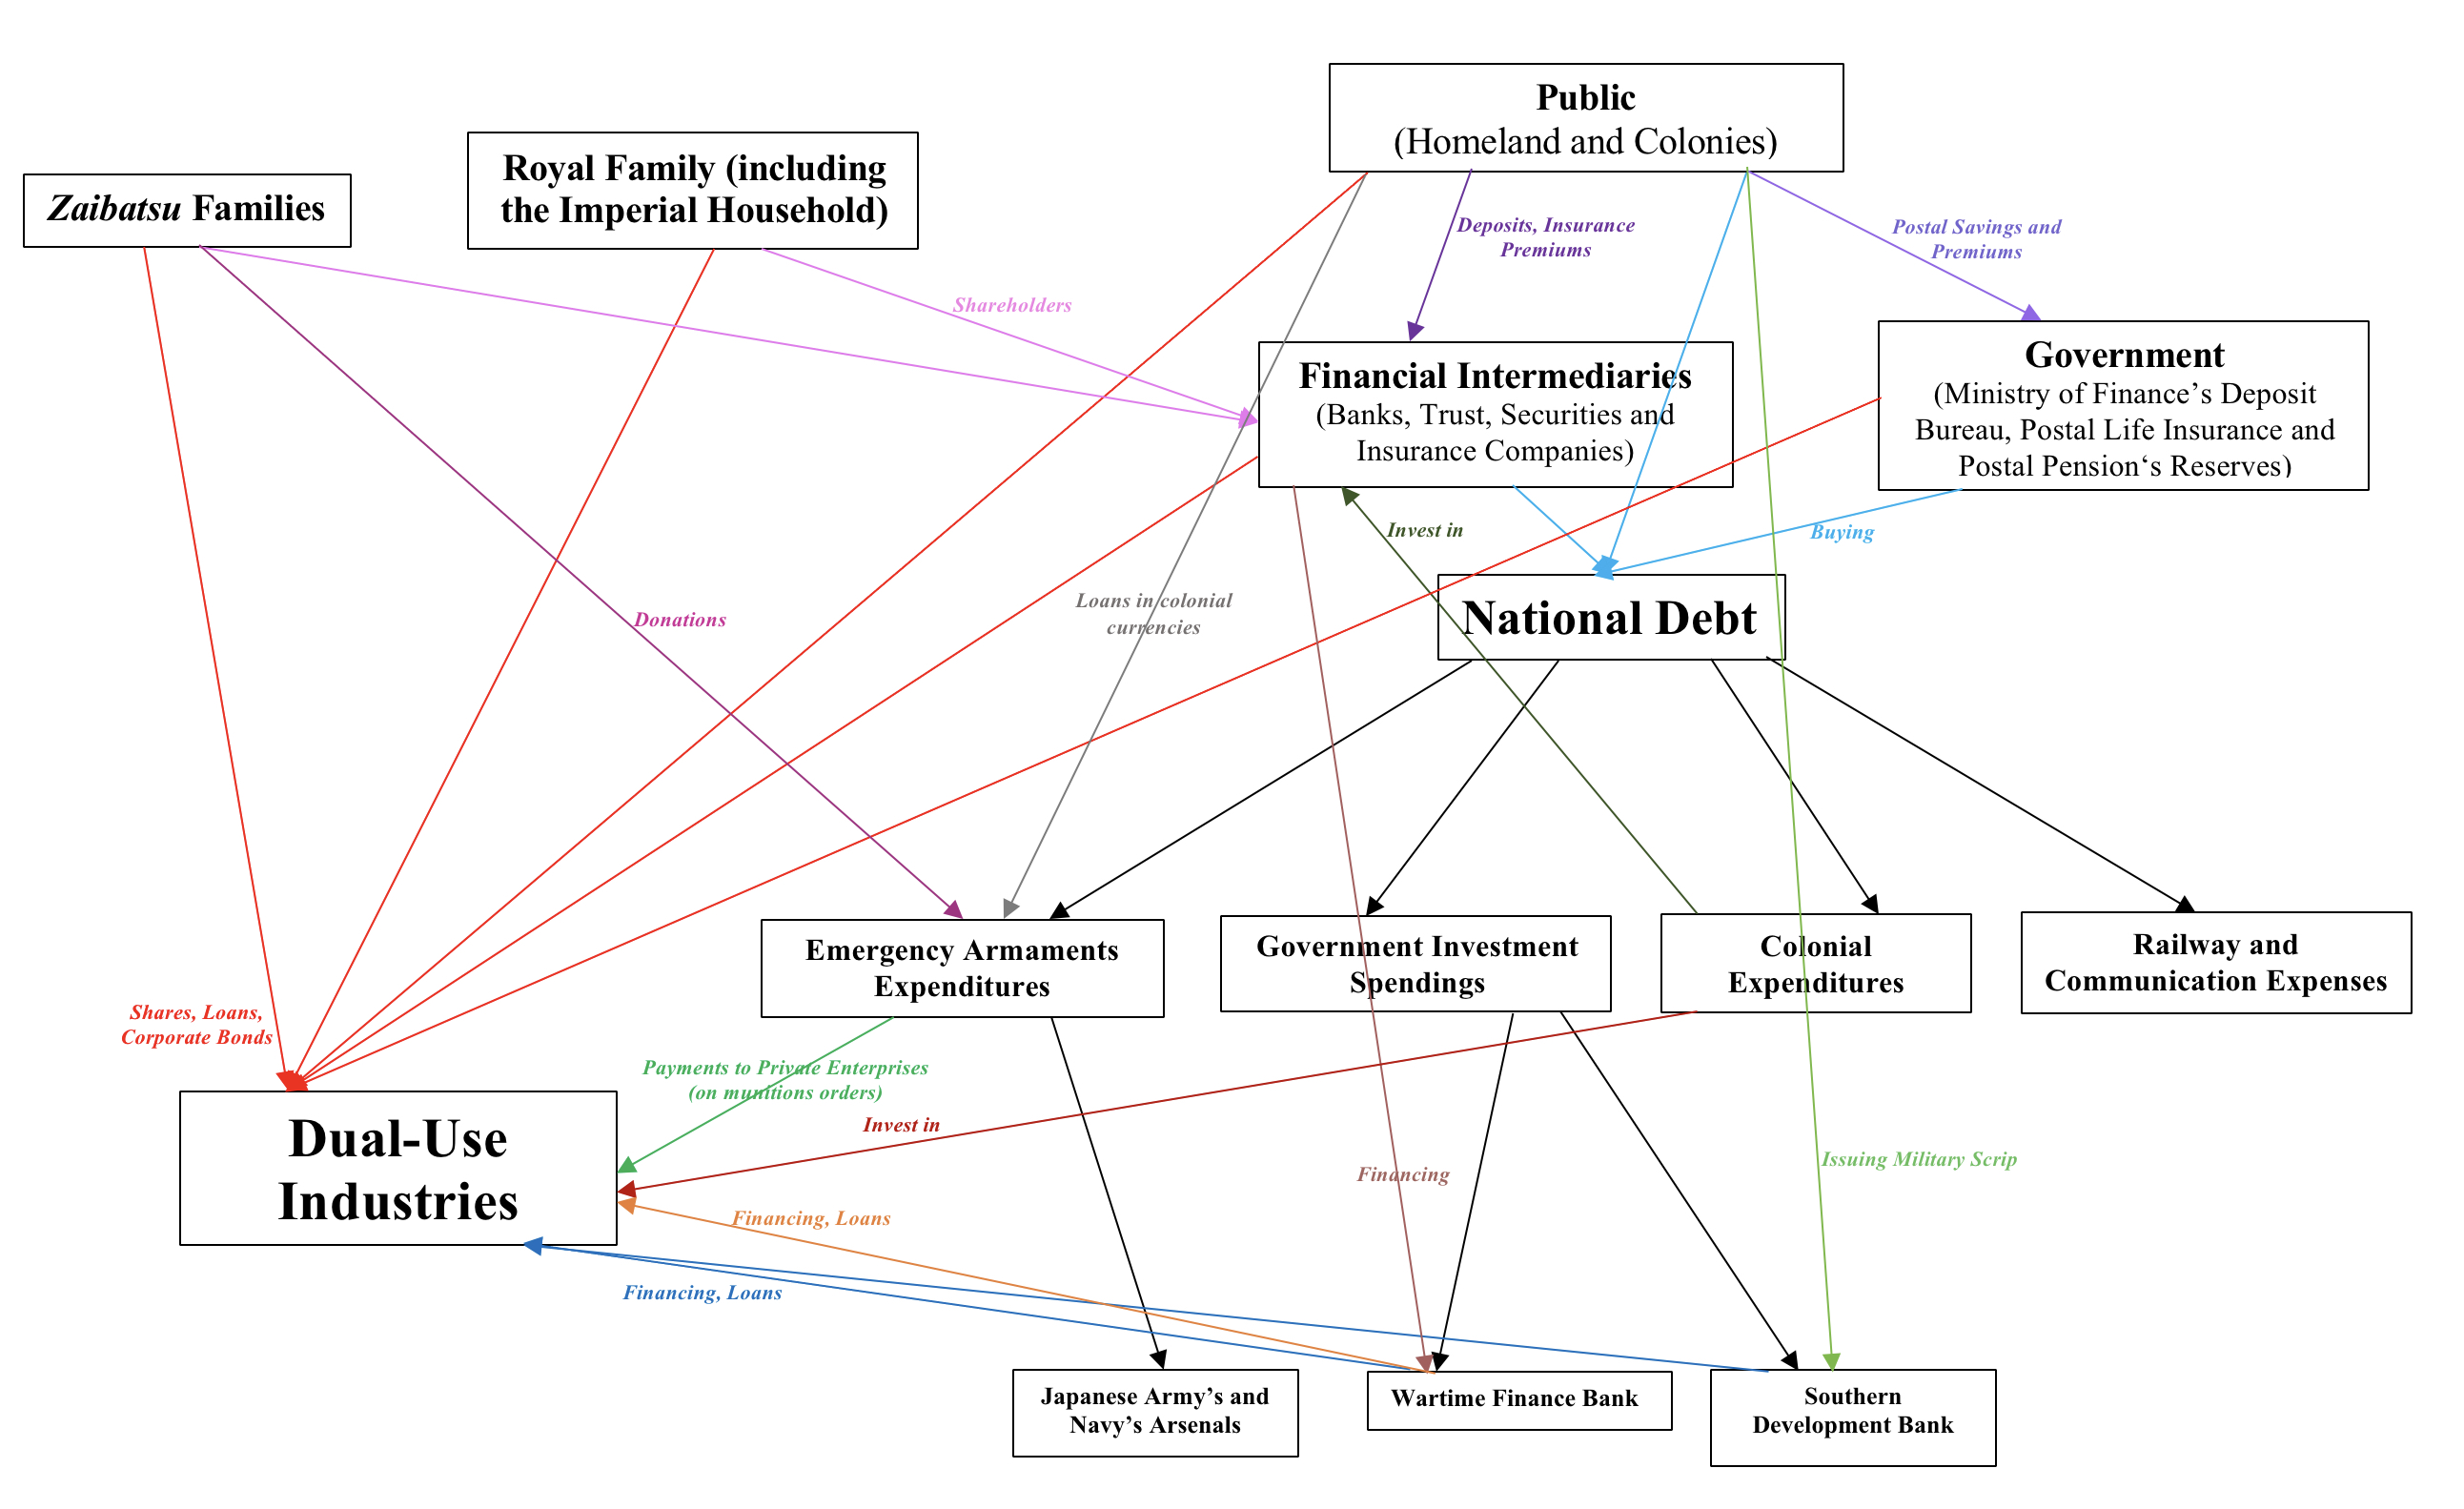 Public
(Homeland and Colonies)
Royal Family (including
the Imperial Household)
Zaibatsu Families
Deposits, Insurance
Premiums
Postal Savings and
Premiums
Shareholders
Financial Intermediaries
(Banks, Trust, Securities and
Insurance Companies)
Government
(Ministry of Finance’s Deposit
Bureau, Postal Life Insurance and
Postal Pension‘s Reserves)
Invest in
Buying
Loans in colonial
currencies
Donations
National Debt
Emergency Armaments
Expenditures
Government Investment
Spendings
Colonial
Expenditures
Railway and
Communication Expenses
Shares, Loans,
Corporate Bonds
Payments to Private Enterprises
(on munitions orders)
Invest in
Dual-Use
Industries
Financing
Issuing Military Scrip
Financing, Loans
Financing, Loans
Japanese Army’s and
Navy’s Arsenals
Wartime Finance Bank
Southern
Development Bank